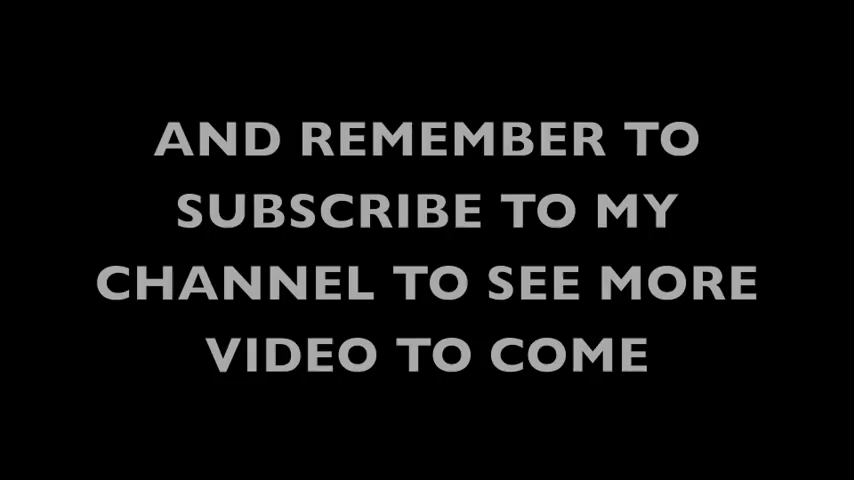 AND REMEMBER TO
SUBSCRIBE TO MY
CHANNEL TO SEE MORE
VIDEO TO COME